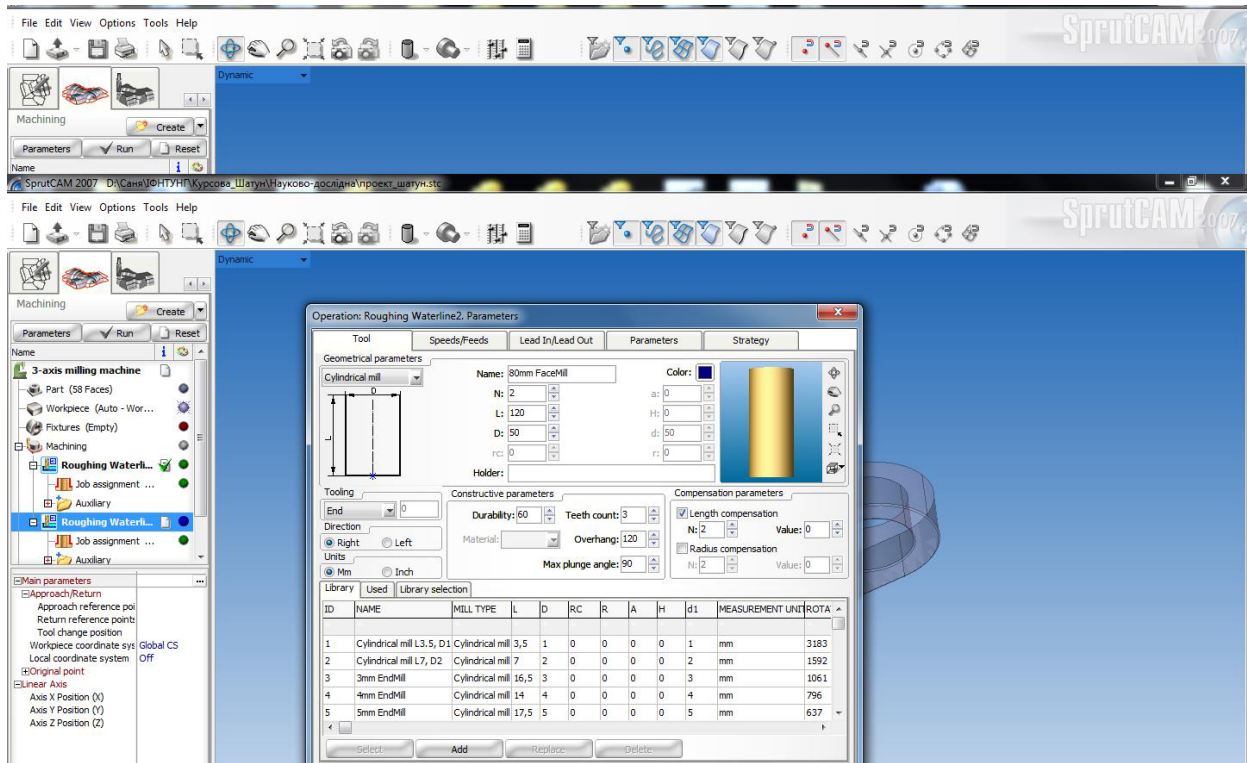 File Edit View Options Tools Help
SprutCAM 2007
Dynamic
Machining
Create
Parameters Run Reset
Name
SprutCAM 2007 D:\Саня\ІФНТУНГ\Курсова_Шатун\Науково-дослідна\проект_шатун.stc
File Edit View Options Tools Help
SprutCAM 2007
Dynamic
Machining
Create
Parameters Run Reset
Name
3-axis milling machine
Part (58 Faces)
Workpiece (Auto - Wor...
Fixtures (Empty)
Machining
Roughing Waterli...
Job assignment ...
Auxiliary
Roughing Waterli...
Job assignment ...
Auxiliary
Main parameters
Approach/Return
Approach reference poi
Return reference points
Tool change position
Workpiece coordinate sys Global CS
Local coordinate system Off
Original point
Linear Axis
Axis X Position (X)
Axis Y Position (Y)
Axis Z Position (Z)
Operation: Roughing Waterline2. Parameters
Tool Speeds/Feeds Lead In/Lead Out Parameters Strategy
Geometrical parameters
Cylindrical mill
D
L
Name: 80mm FaceMill Color:
N: 2 a: 0
L: 120 H: 0
D: 50 d: 50
rc: 0 r: 0
Holder:
Tooling
End 0
Direction
Right Left
Units
Mm Inch
Constructive parameters
Durability: 60 Teeth count: 3
Material: Overhang: 120
Max plunge angle: 90
Compensation parameters
Length compensation
N: 2 Value: 0
Radius compensation
N: 2 Value: 0
Library Used Library selection
ID NAME MILL TYPE L D RC R A H d1 MEASUREMENT UNIT ROTA
1 Cylindrical mill L3.5, D1 Cylindrical mill 3,5 1 0 0 0 0 1 mm 3183
2 Cylindrical mill L7, D2 Cylindrical mill 7 2 0 0 0 0 2 mm 1592
3 3mm EndMill Cylindrical mill 16,5 3 0 0 0 0 3 mm 1061
4 4mm EndMill Cylindrical mill 14 4 0 0 0 0 4 mm 796
5 5mm EndMill Cylindrical mill 17,5 5 0 0 0 0 5 mm 637
Select Add Replace Delete